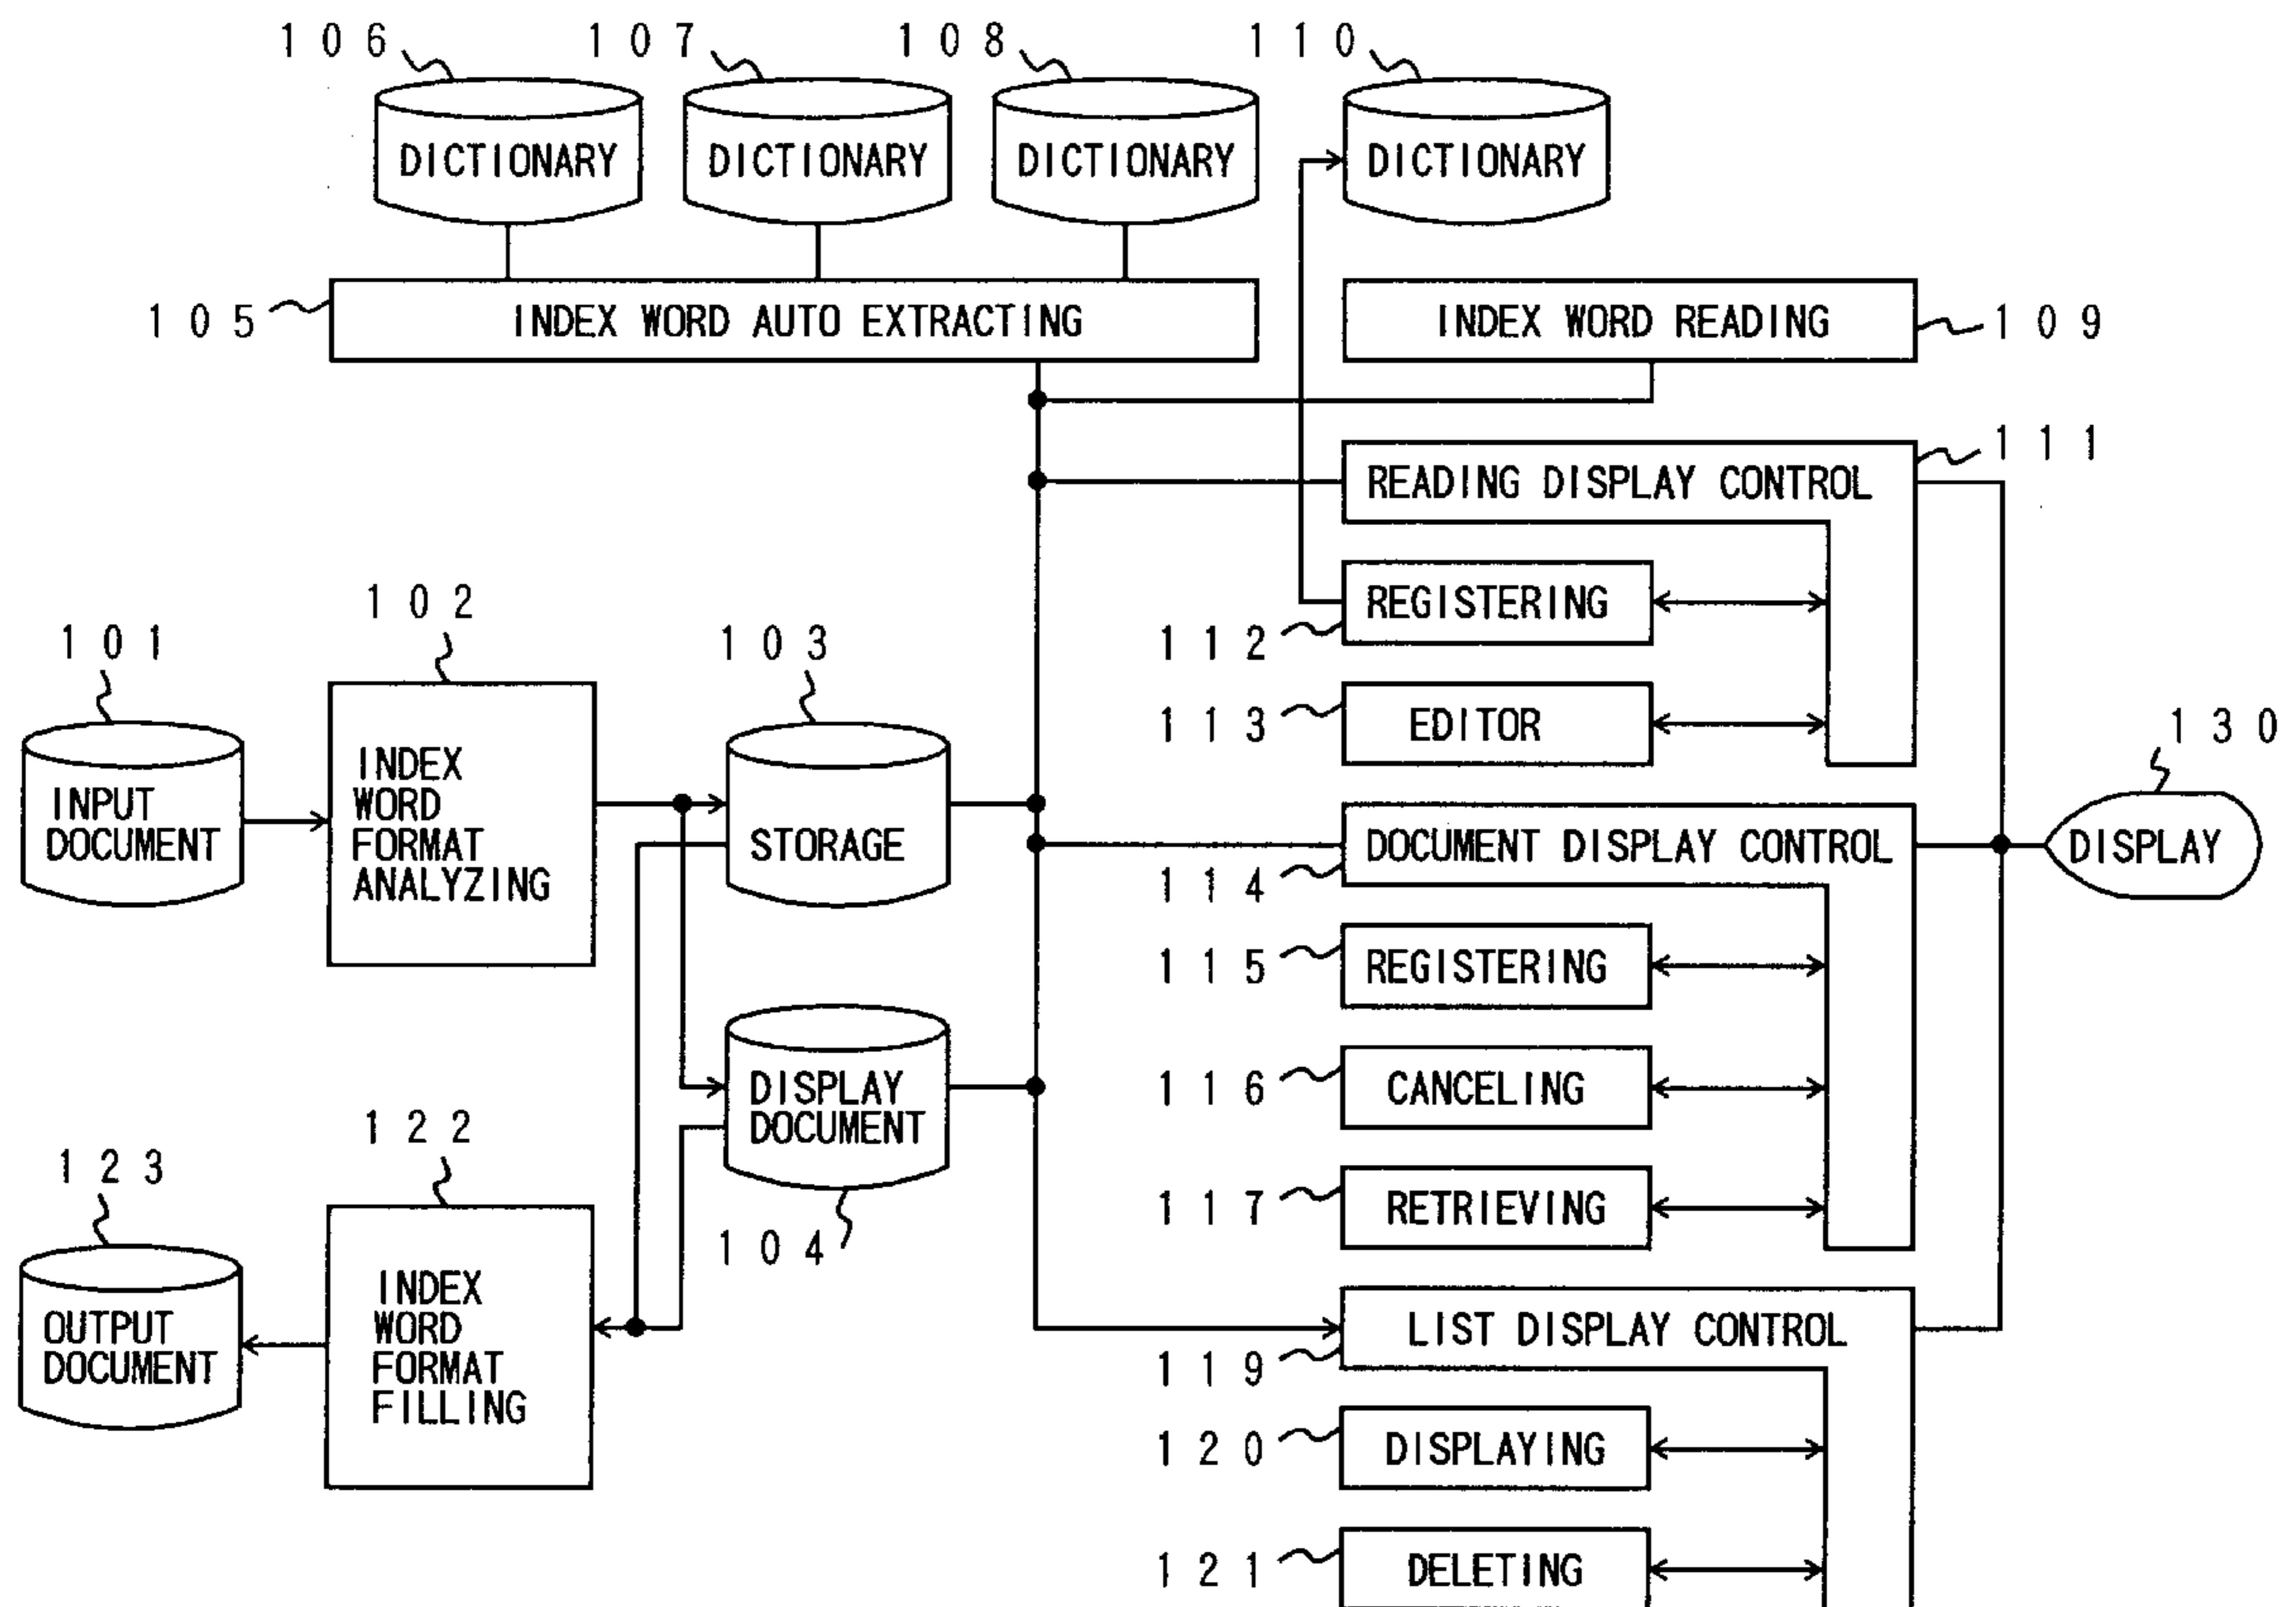 106 107 108 110
DICTIONARY DICTIONARY DICTIONARY DICTIONARY
105 INDEX WORD AUTO EXTRACTING INDEX WORD READING 109
111
READING DISPLAY CONTROL
REGISTERING
112
113 EDITOR
101
102
103
INPUT
DOCUMENT
INDEX
WORD
FORMAT
ANALYZING
STORAGE
130
DISPLAY
DOCUMENT DISPLAY CONTROL
114
115 REGISTERING
116 CANCELING
117 RETRIEVING
DISPLAY
DOCUMENT
104
122
123
INDEX
WORD
FORMAT
FILLING
OUTPUT
DOCUMENT
LIST DISPLAY CONTROL
119
120 DISPLAYING
121 DELETING